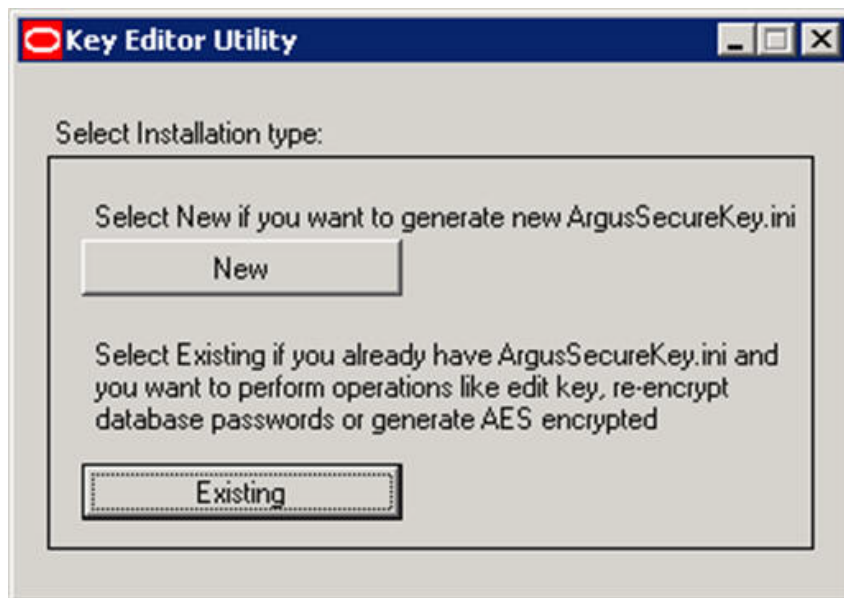 Key Editor Utility
Select Installation type:
Select New if you want to generate new ArgusSecureKey.ini
New
Select Existing if you already have ArgusSecureKey.ini and
you want to perform operations like edit key, re-encrypt
database passwords or generate AES encrypted
Existing